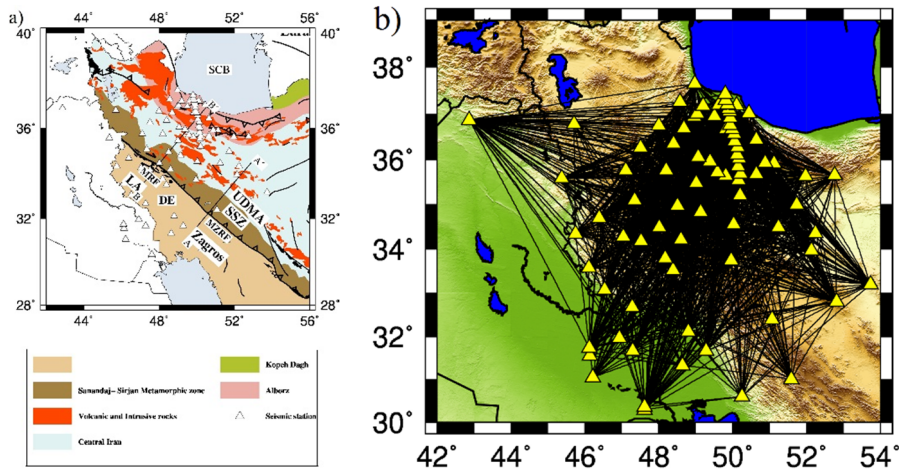 a)
b)
40°
40°
36°
36°
32°
32°
28°
28°
44°
48°
52°
56°
44°
48°
52°
56°
SCB
B
A
MRF
LA
B
DE
UDMA
SSZ
MZRF
Zagros
A
Kopeh Dagh
Sanandaj– Sirjan Metamorphic zone
Alborz
Volcanic and Intrusive rocks
Seismic station
Central Iran
38°
36°
34°
32°
30°
42°
44°
46°
48°
50°
52°
54°